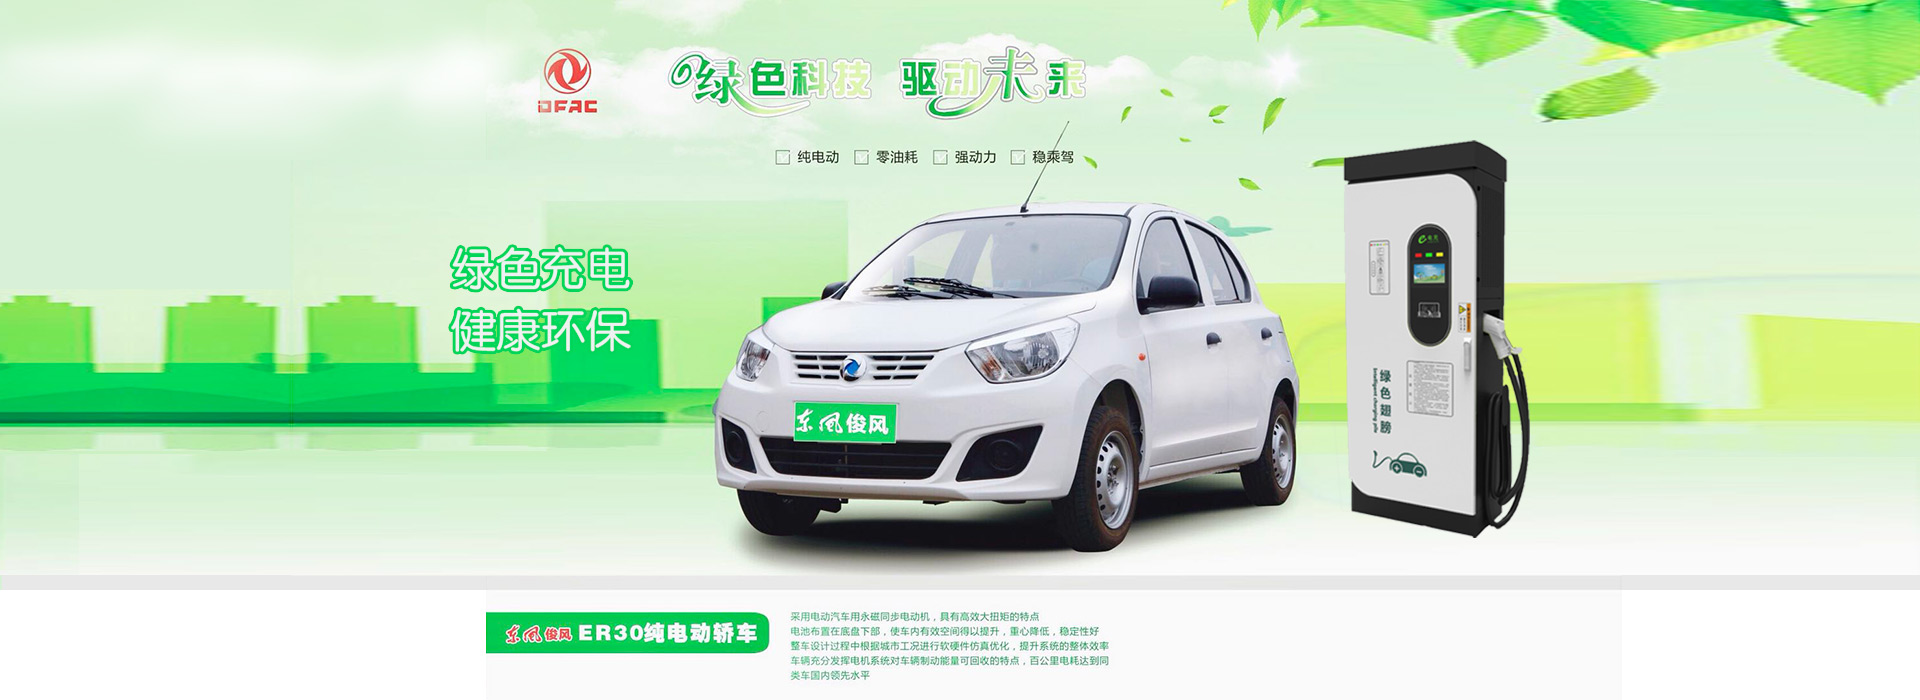 DFAC
绿色科技 驱动未来
纯电动 零油耗 强动力 稳乘驾
绿色充电
健康环保
东风俊风
绿色翅膀
东风俊风 ER30纯电动轿车
采用电动汽车用永磁同步电动机，具有高效大扭矩的特点
电池布置在底盘下部，使车内有效空间得以提升，重心降低，稳定性好
整车设计过程中根据城市工况进行软硬件仿真优化，提升系统的整体效率
车辆充分发挥电机系统对车辆制动能量可回收的特点，百公里电耗达到同
类车国内领先水平